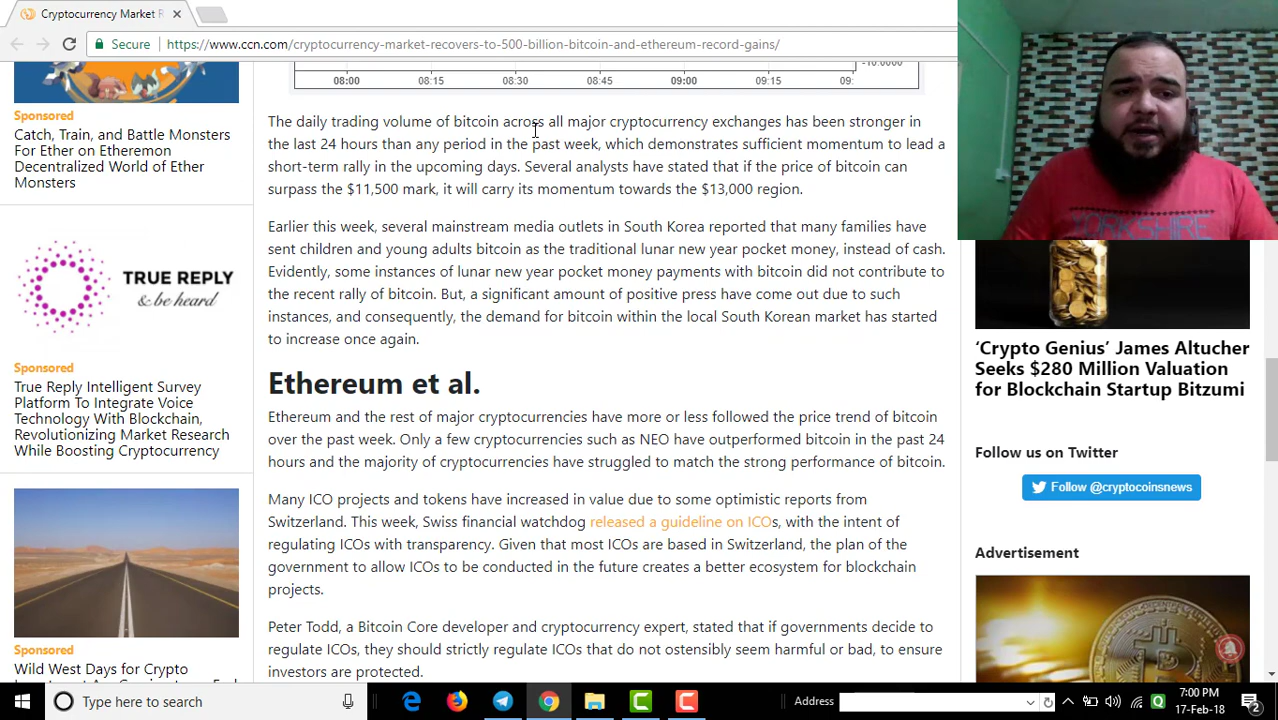 Cryptocurrency Market R
Secure
https://www.ccn.com/cryptocurrency-market-recovers-to-500-billion-bitcoin-and-ethereum-record-gains/
-10.0000
08:00 08:15 08:30 08:45 09:00 09:15 09:
Sponsored
Catch, Train, and Battle Monsters
For Ether on Etheremon
Decentralized World of Ether
Monsters
TRUE REPLY
& be heard
Sponsored
True Reply Intelligent Survey
Platform To Integrate Voice
Technology With Blockchain,
Revolutionizing Market Research
While Boosting Cryptocurrency
Sponsored
Wild West Days for Crypto
The daily trading volume of bitcoin across all major cryptocurrency exchanges has been stronger in
the last 24 hours than any period in the past week, which demonstrates sufficient momentum to lead a
short-term rally in the upcoming days. Several analysts have stated that if the price of bitcoin can
surpass the $11,500 mark, it will carry its momentum towards the $13,000 region.
Earlier this week, several mainstream media outlets in South Korea reported that many families have
sent children and young adults bitcoin as the traditional lunar new year pocket money, instead of cash.
Evidently, some instances of lunar new year pocket money payments with bitcoin did not contribute to
the recent rally of bitcoin. But, a significant amount of positive press have come out due to such
instances, and consequently, the demand for bitcoin within the local South Korean market has started
to increase once again.
Ethereum et al.
Ethereum and the rest of major cryptocurrencies have more or less followed the price trend of bitcoin
over the past week. Only a few cryptocurrencies such as NEO have outperformed bitcoin in the past 24
hours and the majority of cryptocurrencies have struggled to match the strong performance of bitcoin.
Many ICO projects and tokens have increased in value due to some optimistic reports from
Switzerland. This week, Swiss financial watchdog released a guideline on ICOs, with the intent of
regulating ICOs with transparency. Given that most ICOs are based in Switzerland, the plan of the
government to allow ICOs to be conducted in the future creates a better ecosystem for blockchain
projects.
Peter Todd, a Bitcoin Core developer and cryptocurrency expert, stated that if governments decide to
regulate ICOs, they should strictly regulate ICOs that do not ostensibly seem harmful or bad, to ensure
investors are protected.
YORKSHIRE
‘Crypto Genius’ James Altucher
Seeks $280 Million Valuation
for Blockchain Startup Bitzumi
Follow us on Twitter
Follow @cryptocoinsnews
Advertisement
Type here to search
Address
7:00 PM
17-Feb-18
2